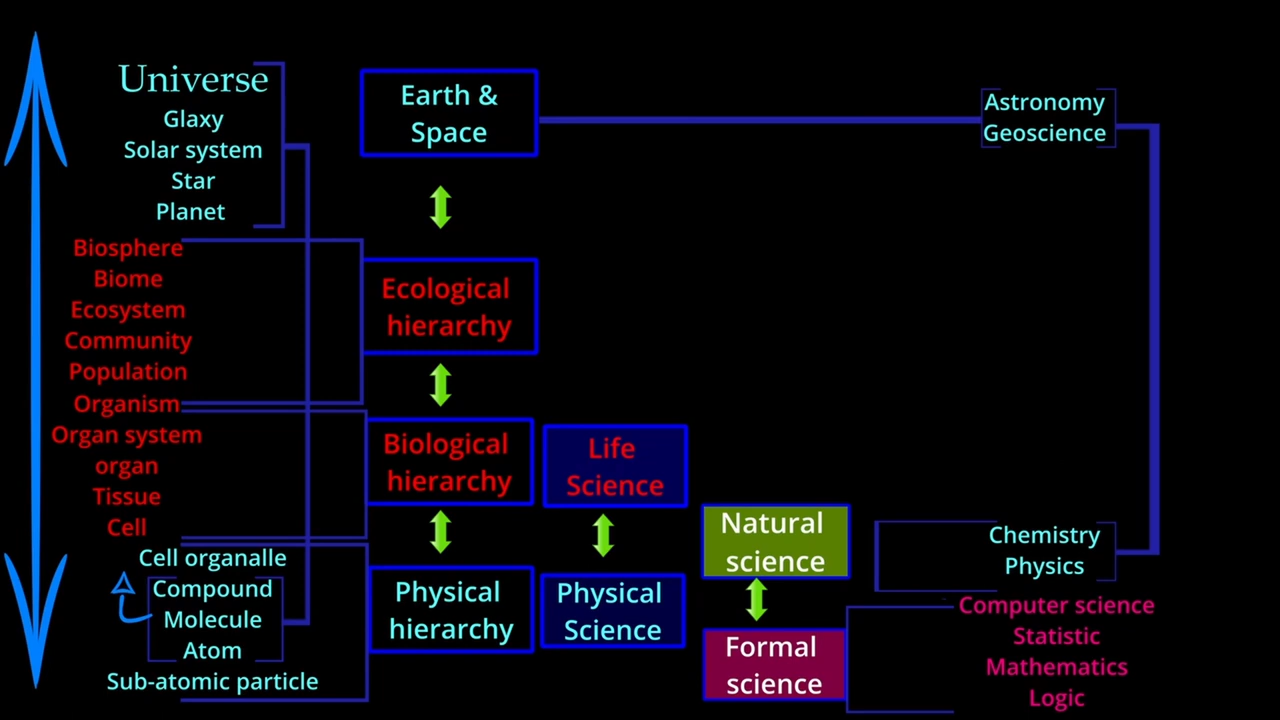 Universe
Glaxy
Solar system
Star
Planet
Biosphere
Biome
Ecosystem
Community
Population
Organism
Organ system
organ
Tissue
Cell
Cell organalle
Compound
Molecule
Atom
Sub-atomic particle
Earth &
Space
Ecological
hierarchy
Biological
hierarchy
Physical
hierarchy
Life
Science
Physical
Science
Natural
science
Formal
science
Astronomy
Geoscience
Chemistry
Physics
Computer science
Statistic
Mathematics
Logic